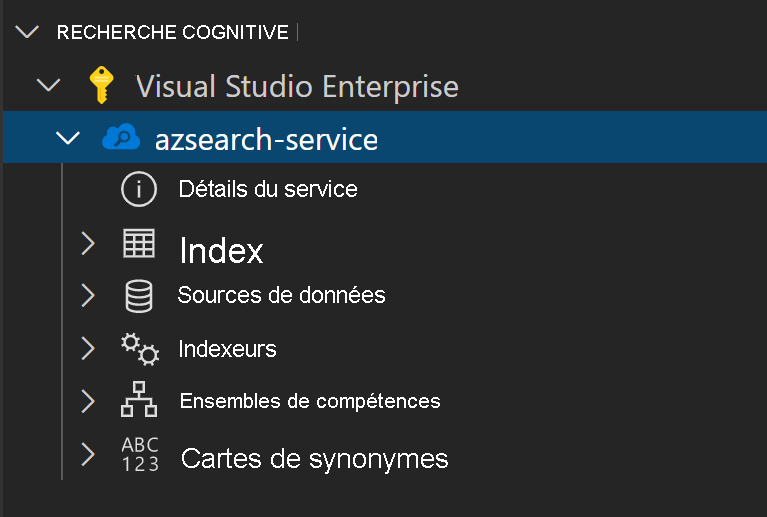 RECHERCHE COGNITIVE
Visual Studio Enterprise
azsearch-service
Détails du service
Index
Sources de données
Indexeurs
Ensembles de compétences
ABC
123
Cartes de synonymes